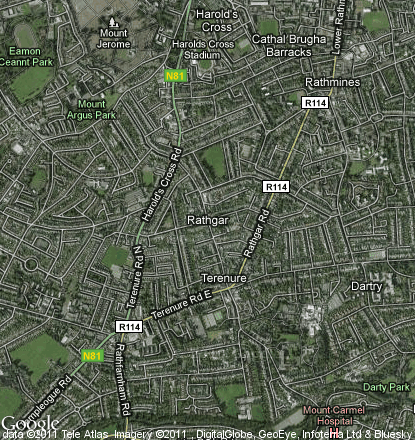 Harold's
Cross
Mount
Jerome
Cathal Brugha
Barracks
Lower Rathm
Harolds Cross
Stadium
Eamon
Ceannt Park
N81
Rathmines
R114
Mount
Argus Park
Harold's Cross Rd
R114
Rathgar
Rathgar Rd
Terenure Rd N
Terenure
Dartry
Terenure Rd E
R114
N81
Rathfarnham Rd
Templeogue Rd
Darty Park
Mount Carmel
Hospital
Google
data ©2011 Tele Atlas Imagery ©2011 , DigitalGlobe, GeoEye, Infoterra Ltd & Bluesky